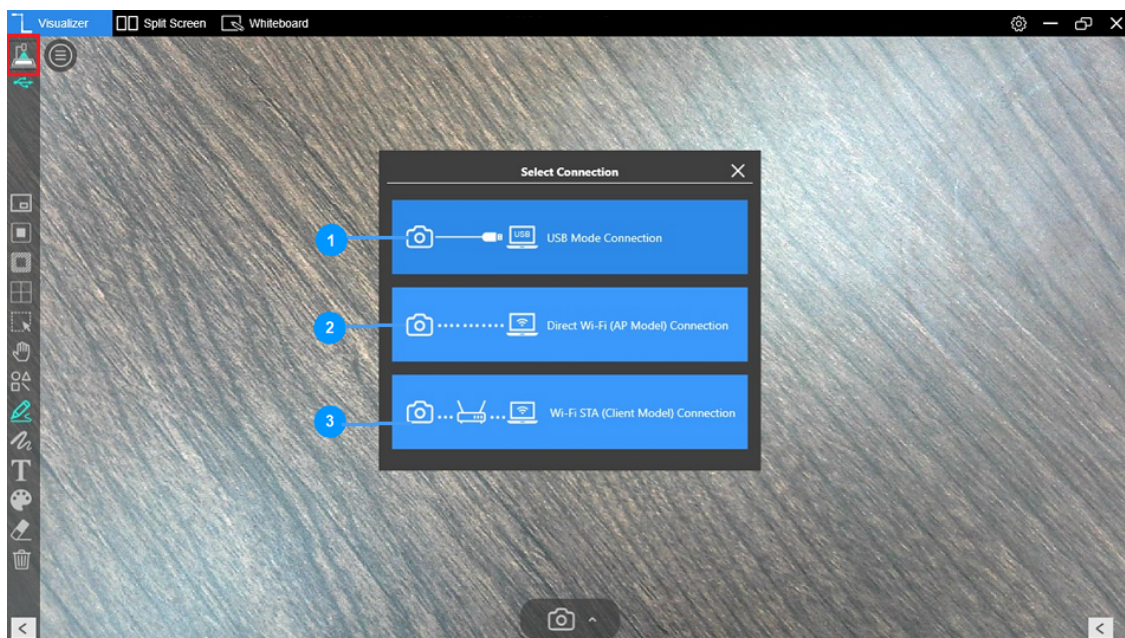 Visualizer Split Screen Whiteboard
Select Connection
1 USB USB Mode Connection
2 Direct Wi-Fi (AP Model) Connection
3 Wi-Fi STA (Client Model) Connection
T